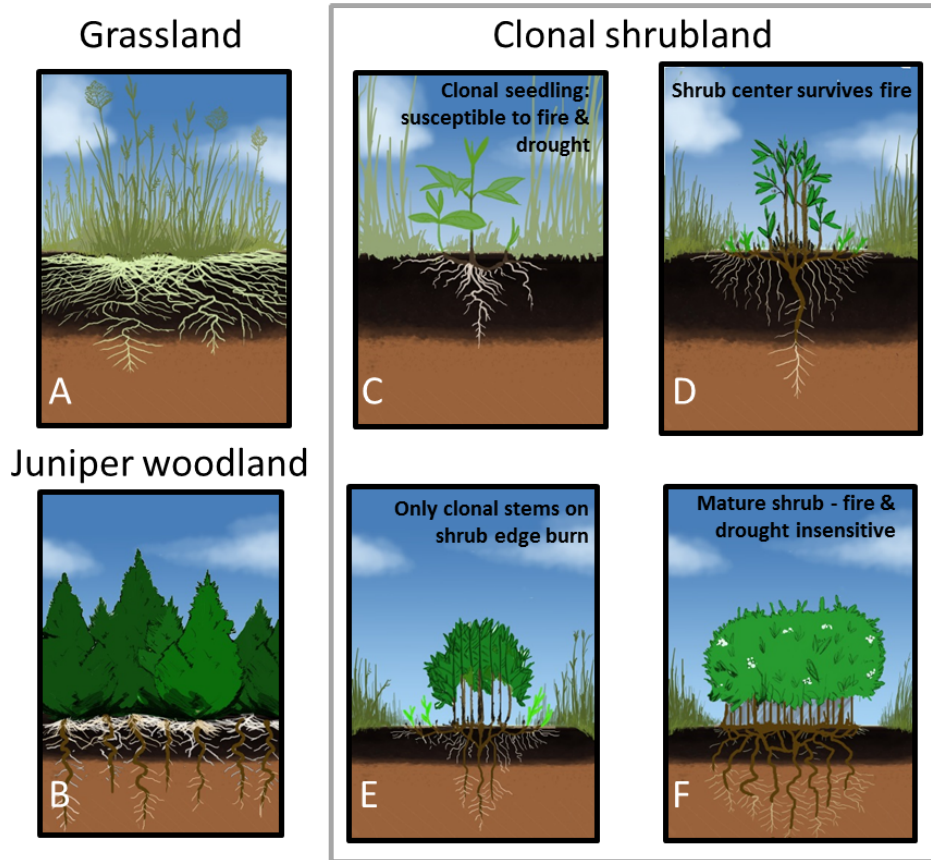 Grassland
Clonal shrubland
Clonal seedling:
susceptible to fire &
drought
Shrub center survives fire
A
C
D
Juniper woodland
Only clonal stems on
shrub edge burn
Mature shrub - fire &
drought insensitive
B
E
F